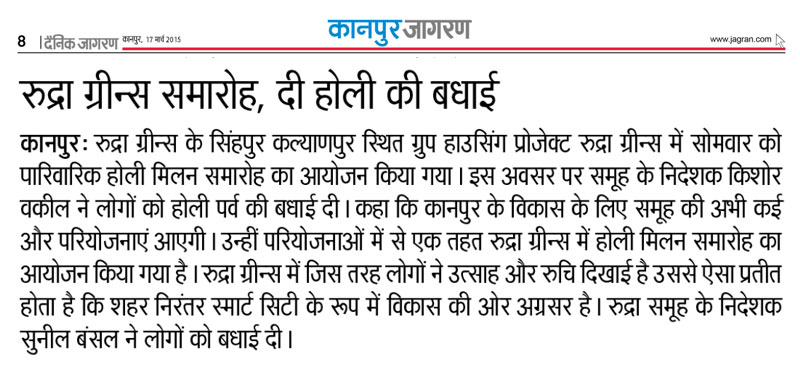 कानपुर जागरण
8 | दैनिक जागरण कानपुर, 17 मार्च 2015 www.jagran.com
रुद्रा ग्रीन्स समारोह, दी होली की बधाई
कानपुर: रुद्रा ग्रीन्स के सिंहपुर कल्याणपुर स्थित ग्रुप हाउसिंग प्रोजेक्ट रुद्रा ग्रीन्स में सोमवार को
पारिवारिक होली मिलन समारोह का आयोजन किया गया। इस अवसर पर समूह के निदेशक किशोर
वकील ने लोगों को होली पर्व की बधाई दी। कहा कि कानपुर के विकास के लिए समूह की अभी कई
और परियोजनाएं आएगी। उन्हीं परियोजनाओं में से एक तहत रुद्रा ग्रीन्स में होली मिलन समारोह का
आयोजन किया गया है। रुद्रा ग्रीन्स में जिस तरह लोगों ने उत्साह और रुचि दिखाई है उससे ऐसा प्रतीत
होता है कि शहर निरंतर स्मार्ट सिटी के रूप में विकास की ओर अग्रसर है। रुद्रा समूह के निदेशक
सुनील बंसल ने लोगों को बधाई दी।